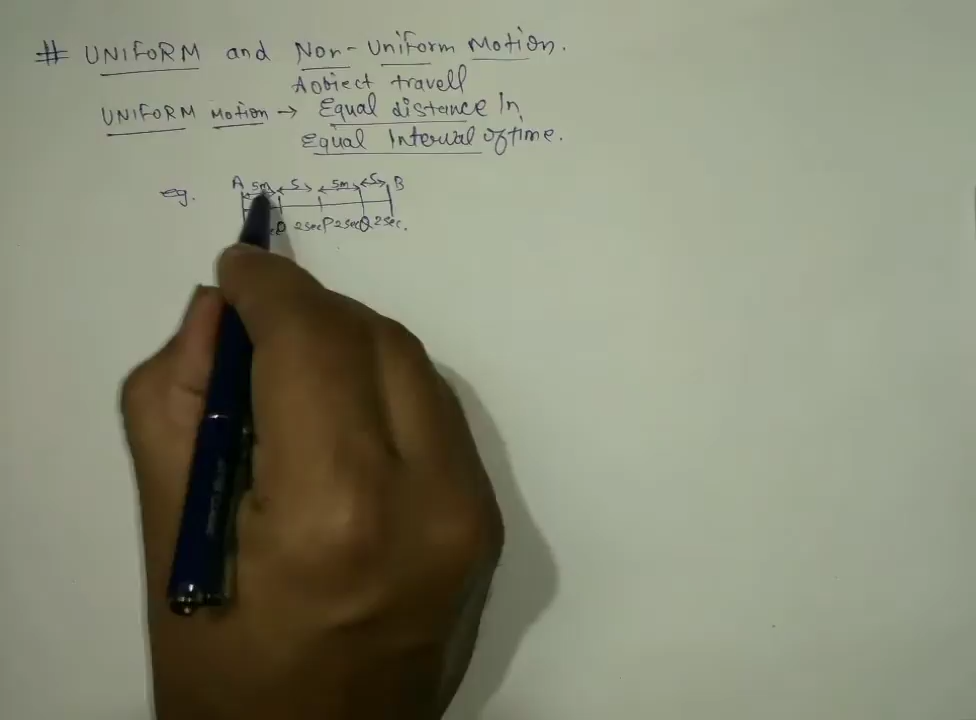 # UNIFORM and Non-Uniform Motion.
A object travell
UNIFORM Motion → Equal distance In
Equal Interval of time.
eg. A 5m 5 5m 5 B
2sec P 2sec Q 2sec.